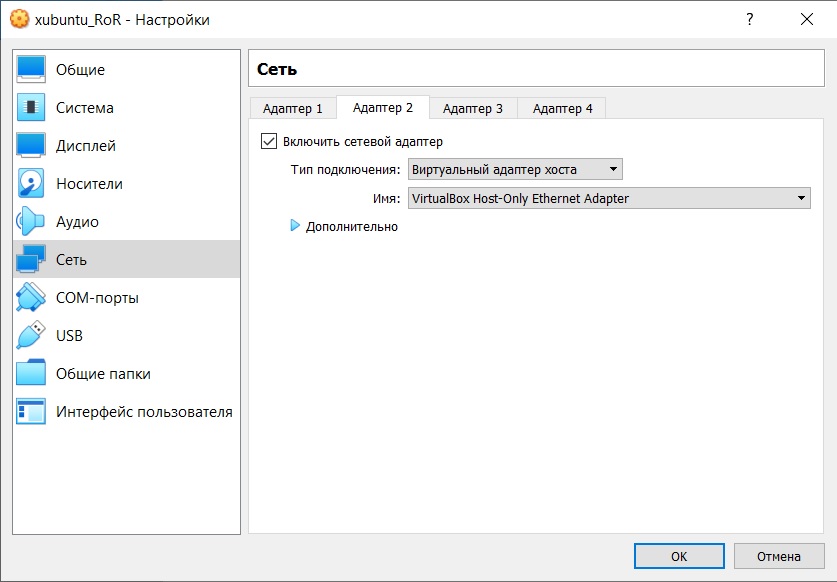 xubuntu_RoR - Настройки
?
Общие
Система
Дисплей
Носители
Аудио
Сеть
COM-порты
USB
Общие папки
Интерфейс пользователя
Сеть
Адаптер 1 Адаптер 2 Адаптер 3 Адаптер 4
Включить сетевой адаптер
Тип подключения: Виртуальный адаптер хоста
Имя: VirtualBox Host-Only Ethernet Adapter
Дополнительно
OK Отмена